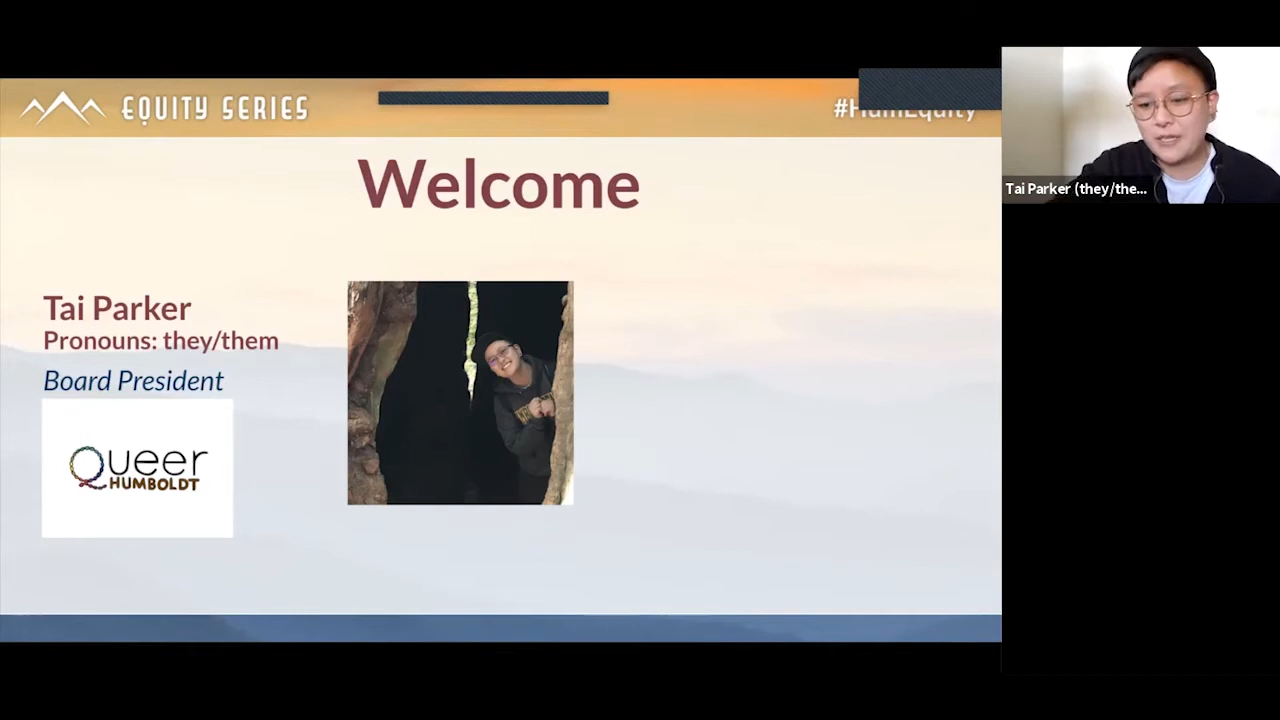 EQUITY SERIES
#HumEquity
Welcome
Tai Parker
Pronouns: they/them
Board President
Queer
HUMBOLDT
Tai Parker (they/the...